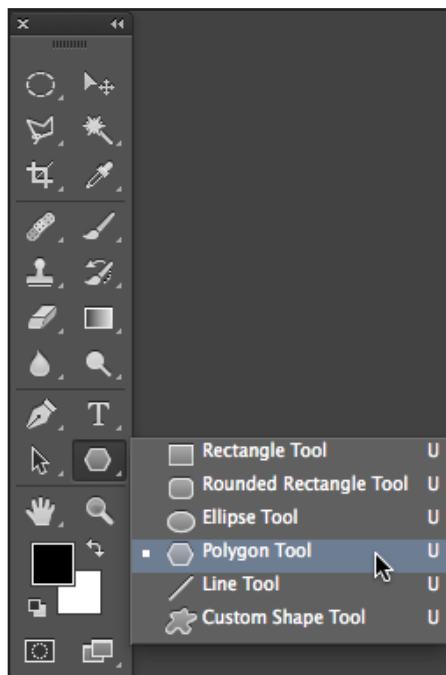 Rectangle Tool U
Rounded Rectangle Tool U
Ellipse Tool U
Polygon Tool U
Line Tool U
Custom Shape Tool U